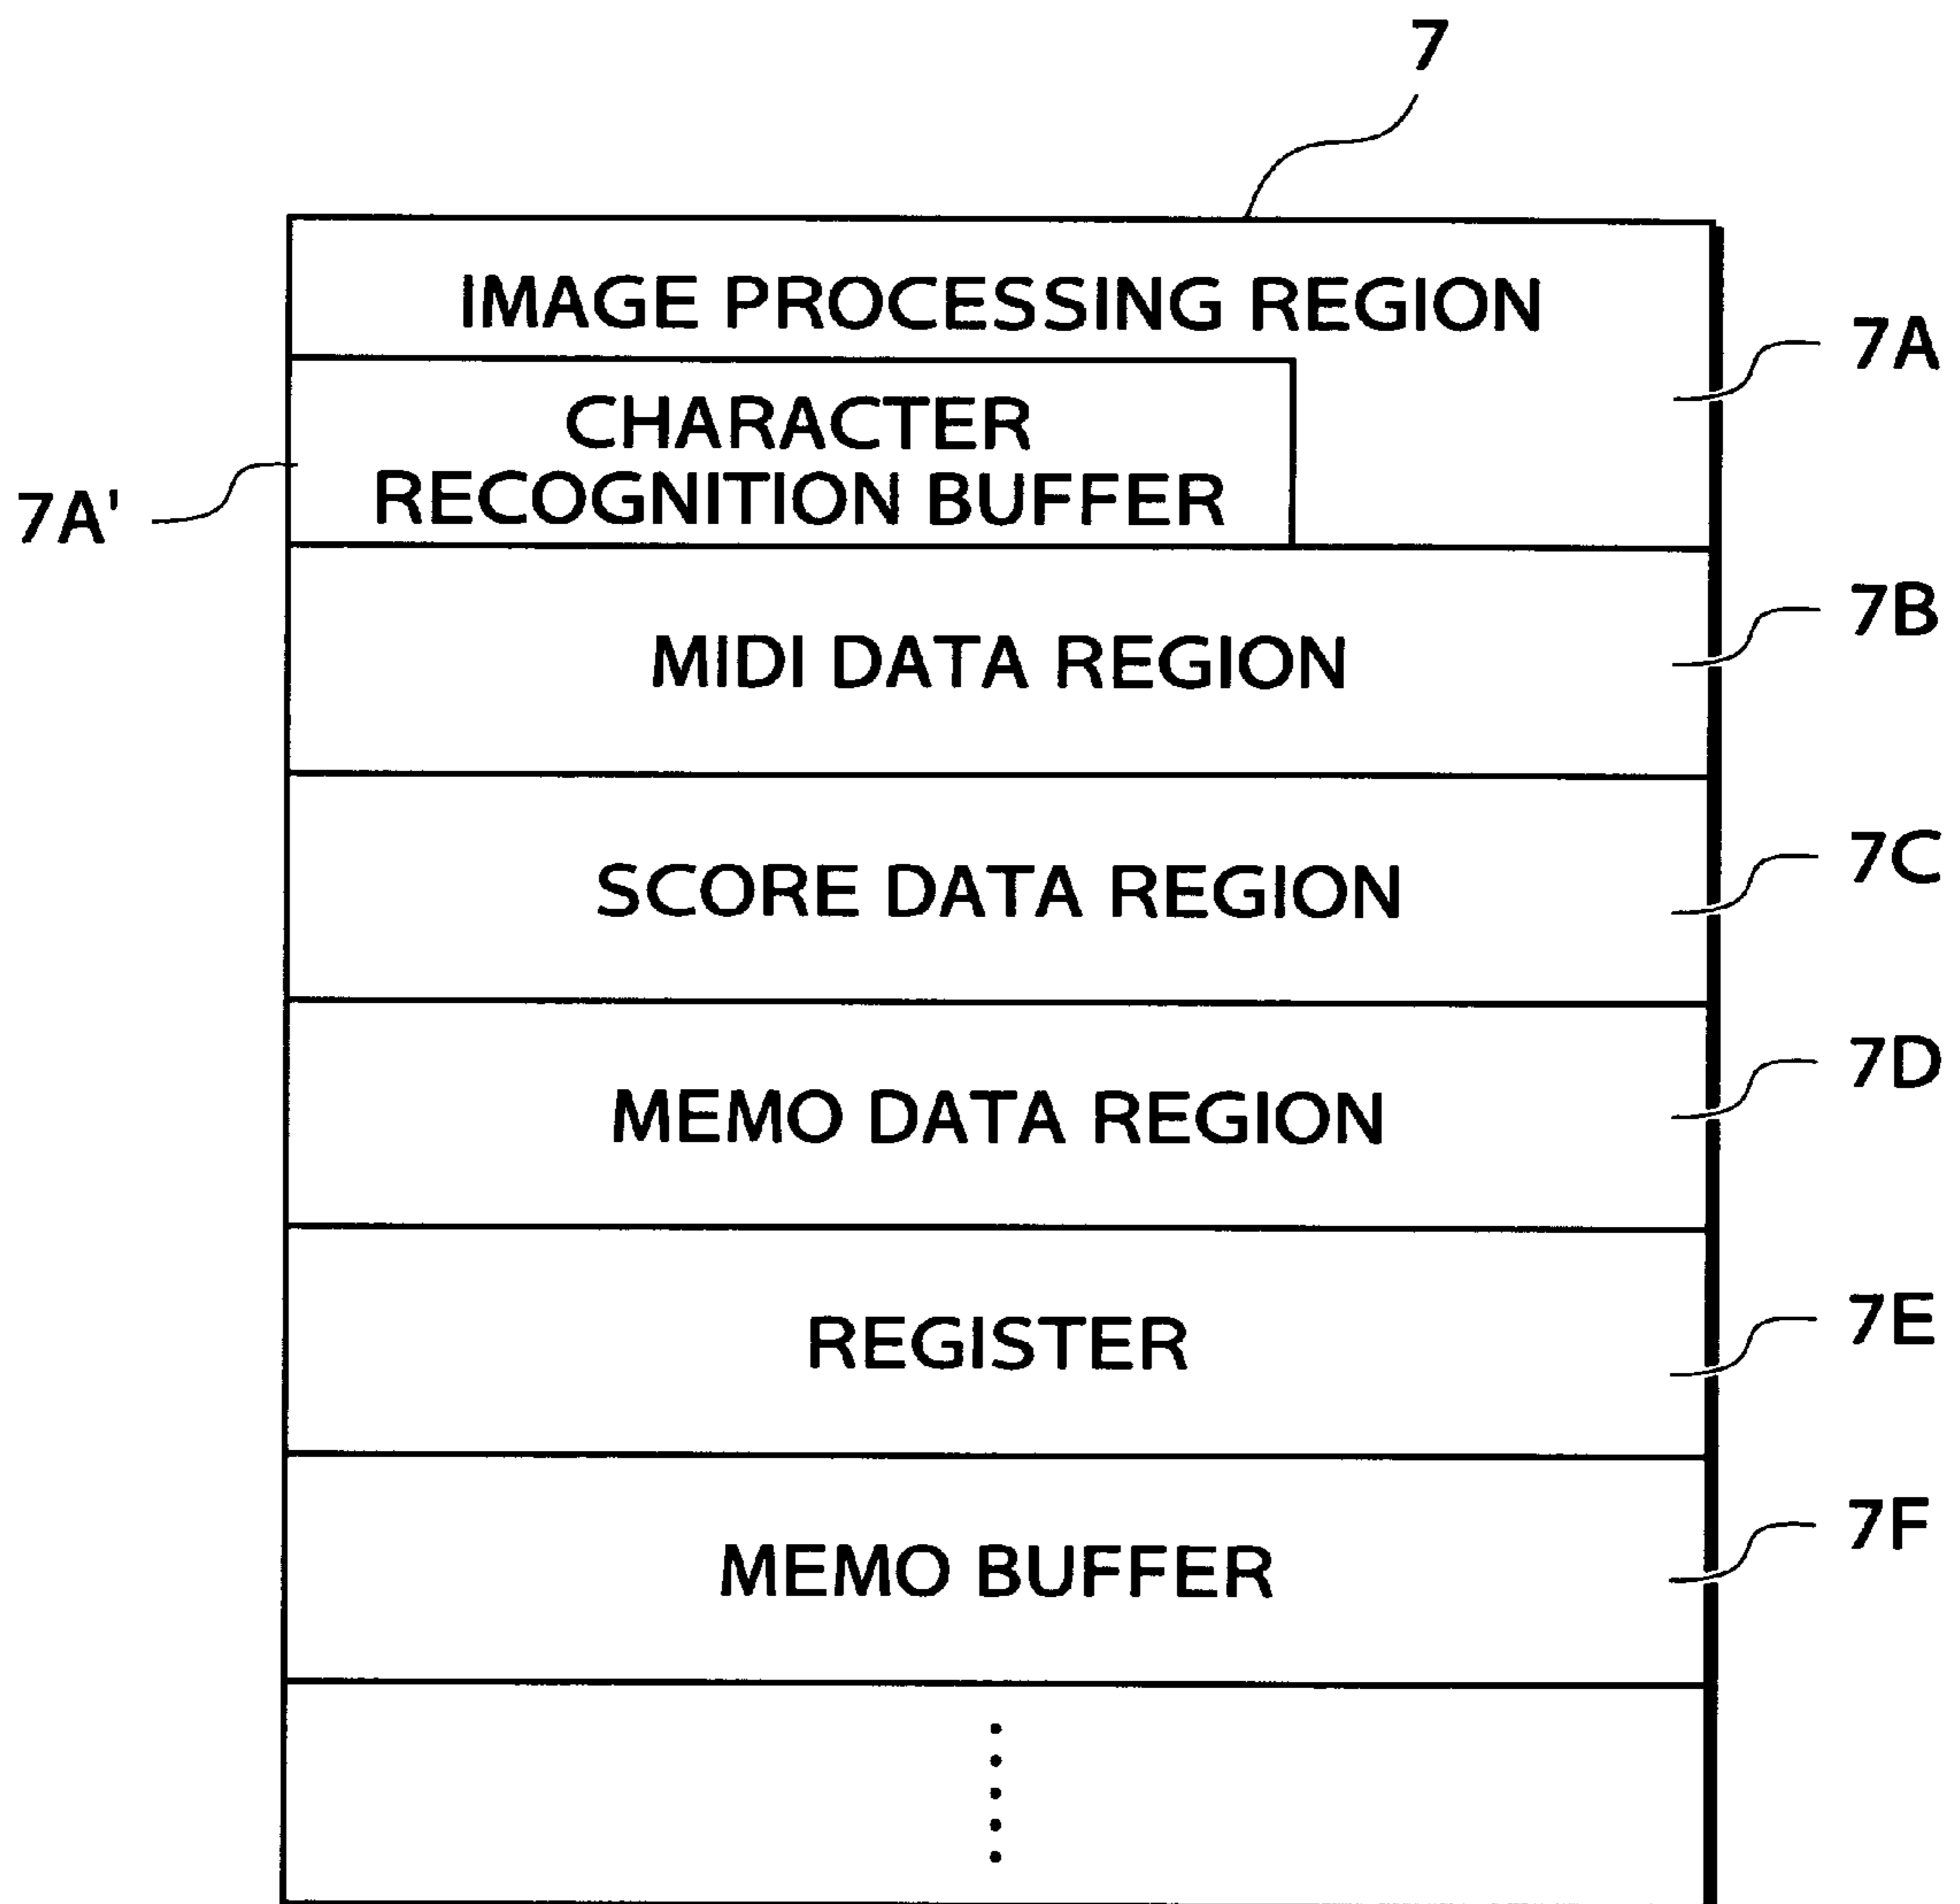 7
IMAGE PROCESSING REGION
7A
CHARACTER
RECOGNITION BUFFER
7A'
MIDI DATA REGION
7B
SCORE DATA REGION
7C
MEMO DATA REGION
7D
REGISTER
7E
MEMO BUFFER
7F